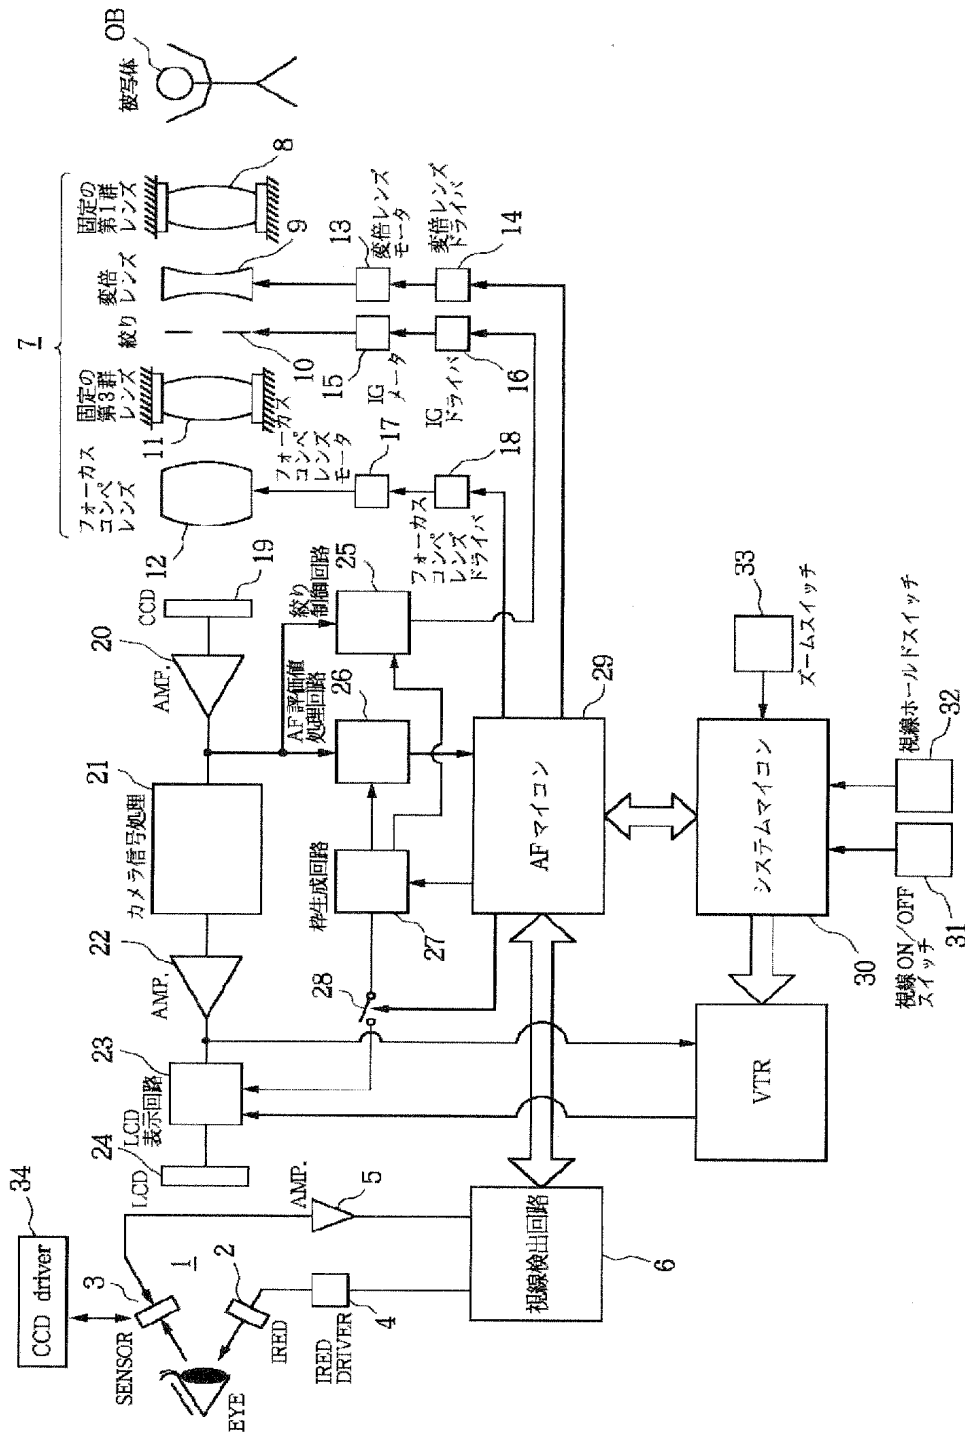 CCD driver
34
SENSOR
3
1
2
EYE
IRED
IRED
DRIVER
4
AMP.
5
視線検出回路
6
LCD
24
LCD
表示回路
23
AMP.
22
カメラ信号処理
21
AMP.
20
CCD
19
28
枠生成回路
27
AF評価値
処理回路
26
絞り
制御回路
25
AFマイコン
29
VTR
システムマイコン
30
視線ON/OFF
スイッチ
31
視線ホールドスイッチ
32
ズームスイッチ
33
7
フォーカス
コンペ
レンズ
12
固定の
第3群
レンズ
11
絞り
10
変倍
レンズ
9
固定の
第1群
レンズ
8
被写体
OB
フォーカス
コンペ
レンズ
モータ
17
フォーカス
コンペ
レンズ
ドライバ
18
IG
メータ
15
IG
ドライバ
16
変倍レンズ
モータ
13
変倍レンズ
ドライバ
14